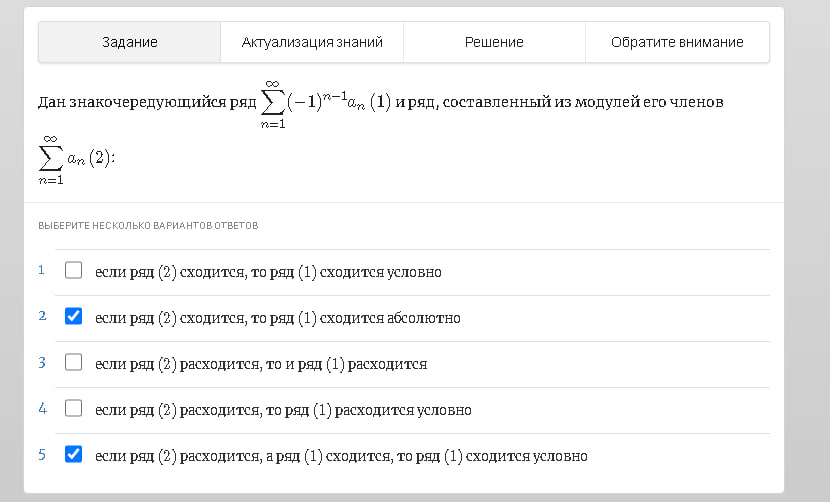 Задание Актуализация знаний Решение Обратите внимание
Дан знакочередующийся ряд $\sum_{n=1}^{\infty}(-1)^{n-1}a_n\,(1)$ и ряд, составленный из модулей его членов
$\sum_{n=1}^{\infty}a_n\,(2)$:
ВЫБЕРИТЕ НЕСКОЛЬКО ВАРИАНТОВ ОТВЕТОВ
1 если ряд (2) сходится, то ряд (1) сходится условно
2 если ряд (2) сходится, то ряд (1) сходится абсолютно
3 если ряд (2) расходится, то и ряд (1) расходится
4 если ряд (2) расходится, то ряд (1) расходится условно
5 если ряд (2) расходится, а ряд (1) сходится, то ряд (1) сходится условно